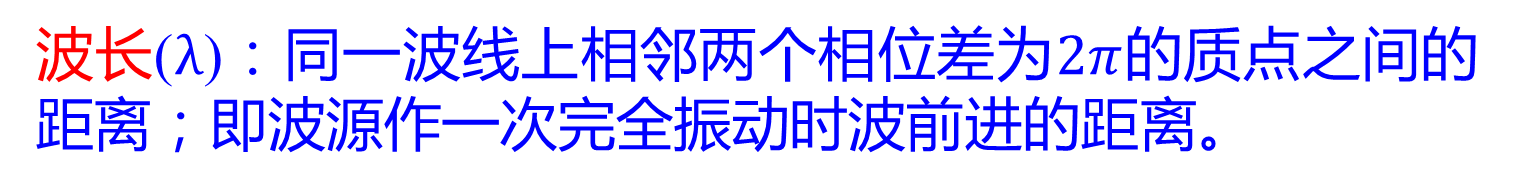 波长(λ)：同一波线上相邻两个相位差为2π的质点之间的
距离；即波源作一次完全振动时波前进的距离。